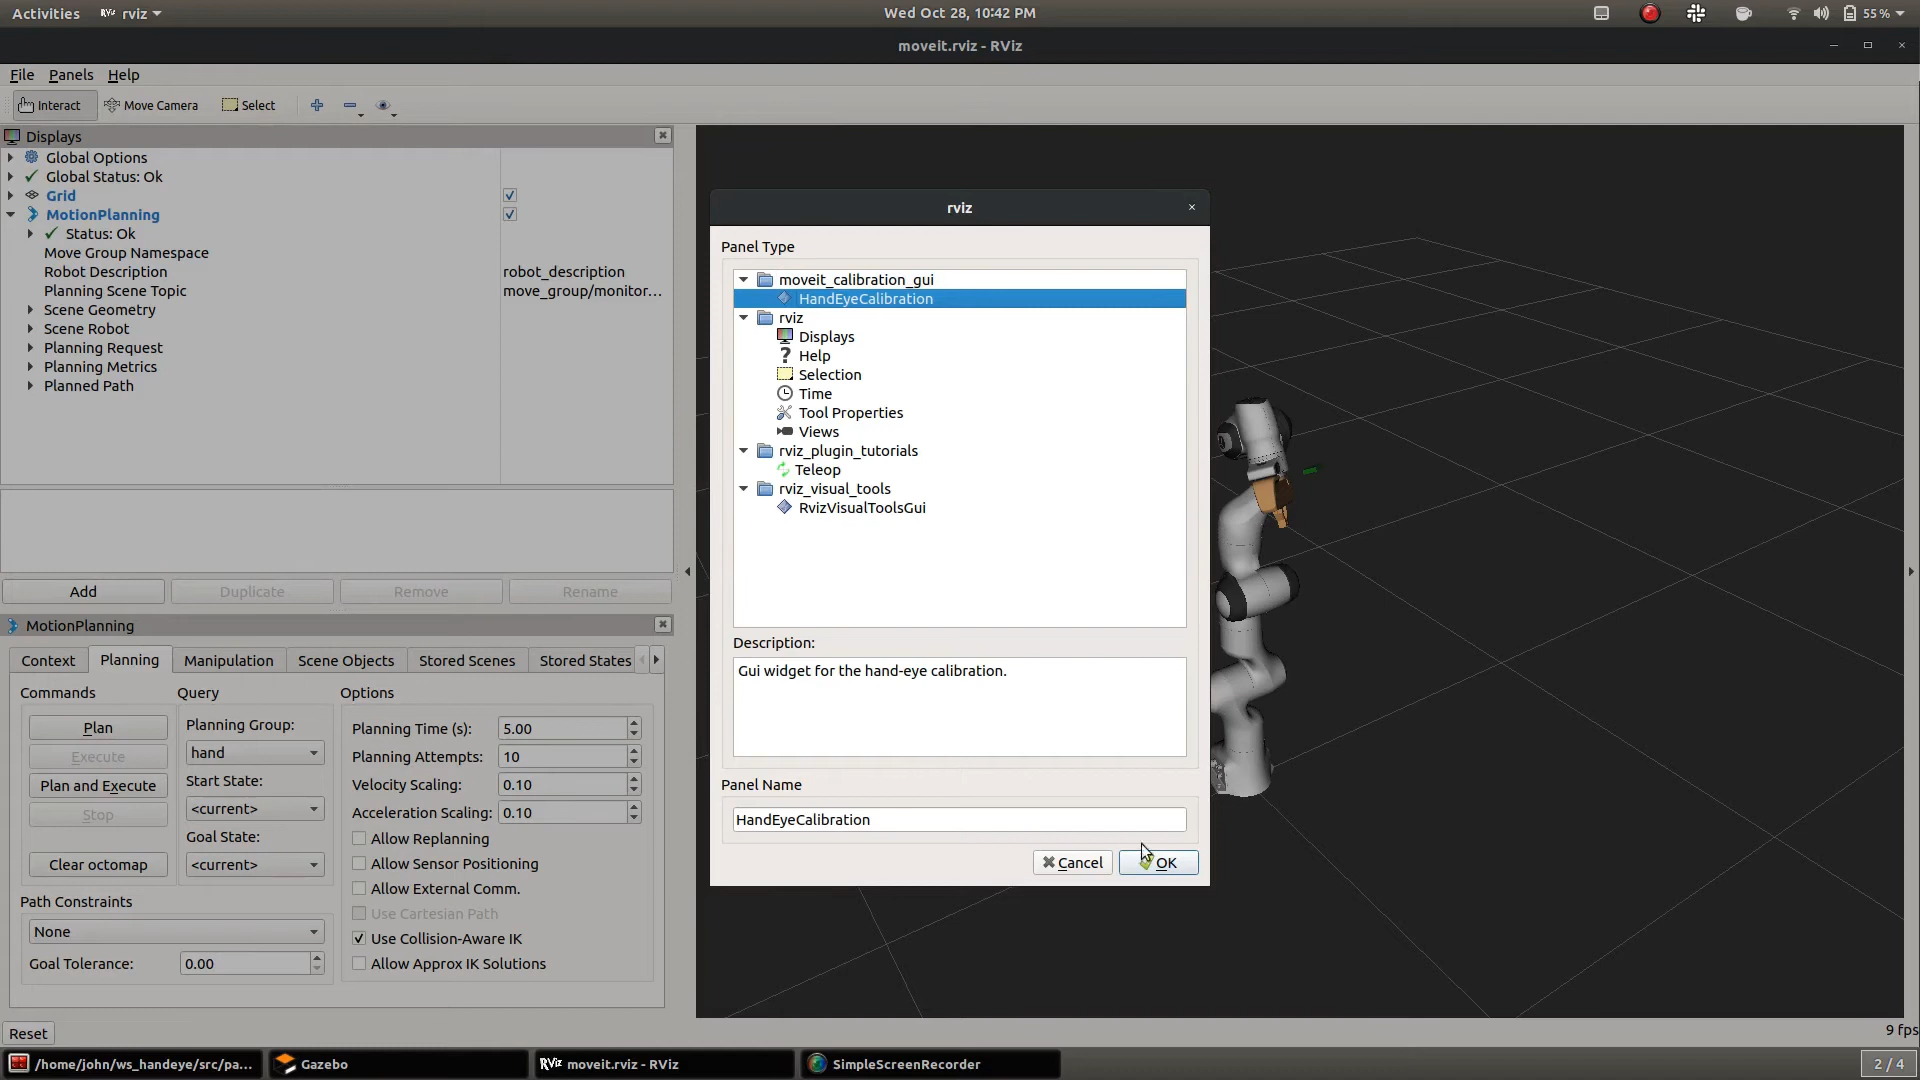 Activities
rviz
Wed Oct 28, 10:42 PM
55 %
moveit.rviz - RViz
File Panels Help
Interact Move Camera Select
Displays
Global Options
Global Status: Ok
Grid
MotionPlanning
Status: Ok
Move Group Namespace
Robot Description robot_description
Planning Scene Topic move_group/monitor...
Scene Geometry
Scene Robot
Planning Request
Planning Metrics
Planned Path
Add Duplicate Remove Rename
MotionPlanning
Context Planning Manipulation Scene Objects Stored Scenes Stored States
Commands Query Options
Plan
Execute
Plan and Execute
Stop
Clear octomap
Planning Group:
hand
Start State:
<current>
Goal State:
<current>
Planning Time (s): 5.00
Planning Attempts: 10
Velocity Scaling: 0.10
Acceleration Scaling: 0.10
Allow Replanning
Allow Sensor Positioning
Allow External Comm.
Use Cartesian Path
Use Collision-Aware IK
Allow Approx IK Solutions
Path Constraints
None
Goal Tolerance: 0.00
Reset
rviz
Panel Type
moveit_calibration_gui
HandEyeCalibration
rviz
Displays
Help
Selection
Time
Tool Properties
Views
rviz_plugin_tutorials
Teleop
rviz_visual_tools
RvizVisualToolsGui
Description:
Gui widget for the hand-eye calibration.
Panel Name
HandEyeCalibration
Cancel OK
9 fps
/home/john/ws_handeye/src/pa...
Gazebo
RViz moveit.rviz - RViz
SimpleScreenRecorder
2 / 4